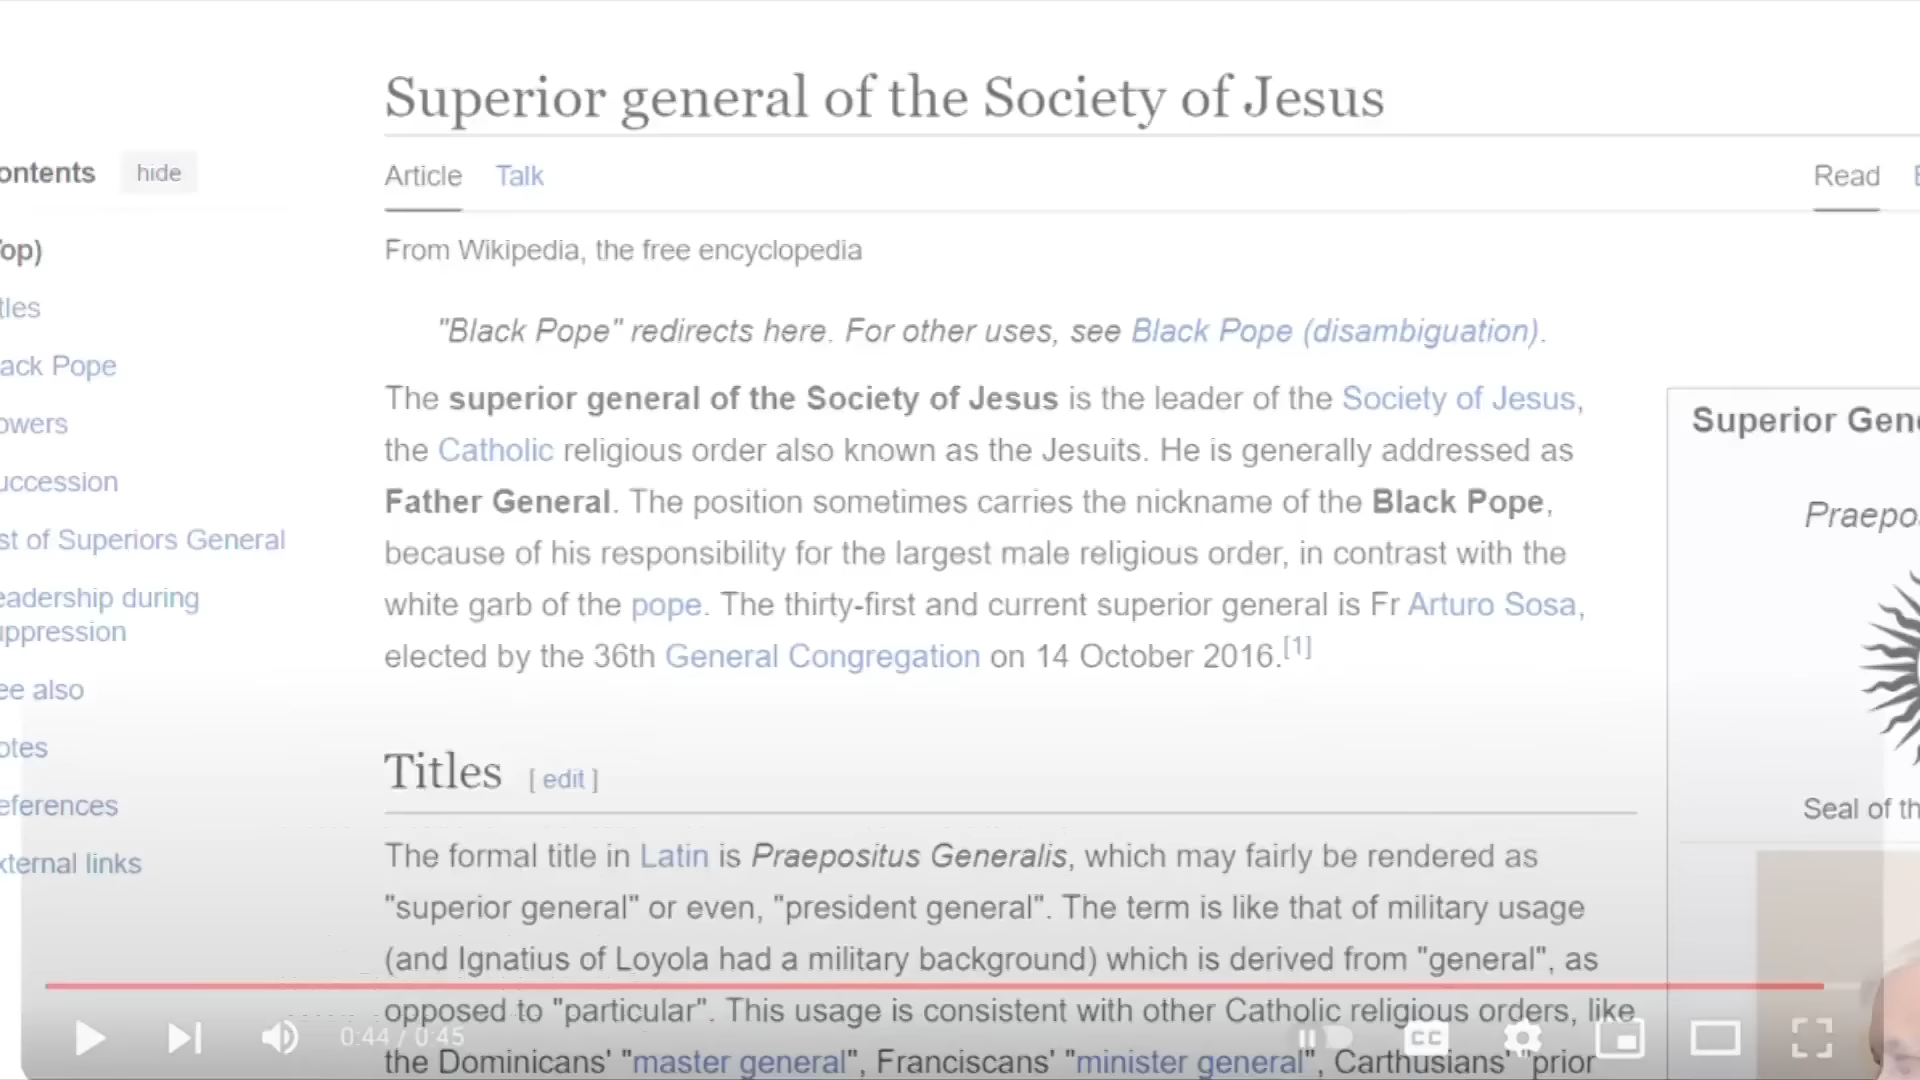 Superior general of the Society of Jesus
ontents hide
Article Talk
Read
From Wikipedia, the free encyclopedia
op)
tles
ack Pope
owers
uccession
st of Superiors General
eadership during
uppression
ee also
otes
eferences
xternal links
"Black Pope" redirects here. For other uses, see Black Pope (disambiguation).
The superior general of the Society of Jesus is the leader of the Society of Jesus,
the Catholic religious order also known as the Jesuits. He is generally addressed as
Father General. The position sometimes carries the nickname of the Black Pope,
because of his responsibility for the largest male religious order, in contrast with the
white garb of the pope. The thirty-first and current superior general is Fr Arturo Sosa,
elected by the 36th General Congregation on 14 October 2016.[1]
Titles [ edit ]
The formal title in Latin is Praepositus Generalis, which may fairly be rendered as
"superior general" or even, "president general". The term is like that of military usage
(and Ignatius of Loyola had a military background) which is derived from "general", as
opposed to "particular". This usage is consistent with other Catholic religious orders, like
the Dominicans' "master general", Franciscans' "minister general", Carthusians' "prior
Superior Gen
Praepo
Seal of th
0:44 / 0:45
CC